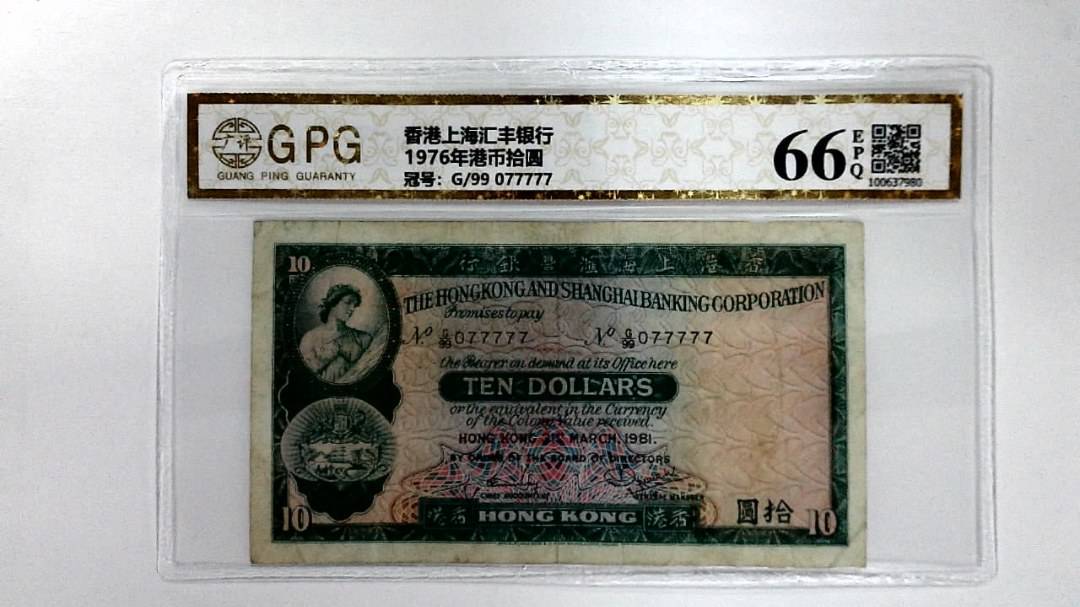 GPG
GUANG PING GUARANTY
香港上海汇丰银行
1976年港币拾圆
冠号：G/99 077777
66
EPQ
100637980
10
行銀豐滙海上港香
THE HONGKONG AND SHANGHAI BANKING CORPORATION
Promises to pay
No G/99 077777 No G/99 077777
the Bearer on demand at its Office here
TEN DOLLARS
or the equivalent in the Currency
of the Colony Value received.
HONG KONG 31ST MARCH, 1981.
BY ORDER OF THE BOARD OF DIRECTORS
CHIEF ACCOUNTANT
GENERAL MANAGER
10
港香
HONG KONG
港香
圓拾
10